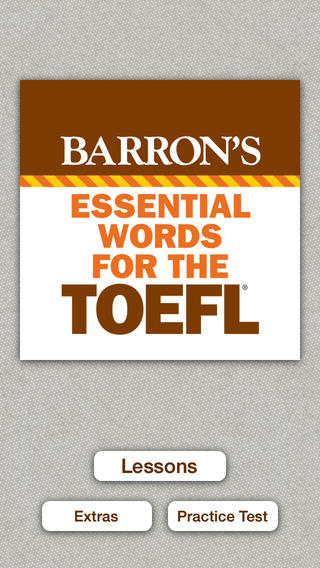 BARRON'S
ESSENTIAL
WORDS
FOR THE
TOEFL®
Lessons
Extras
Practice Test